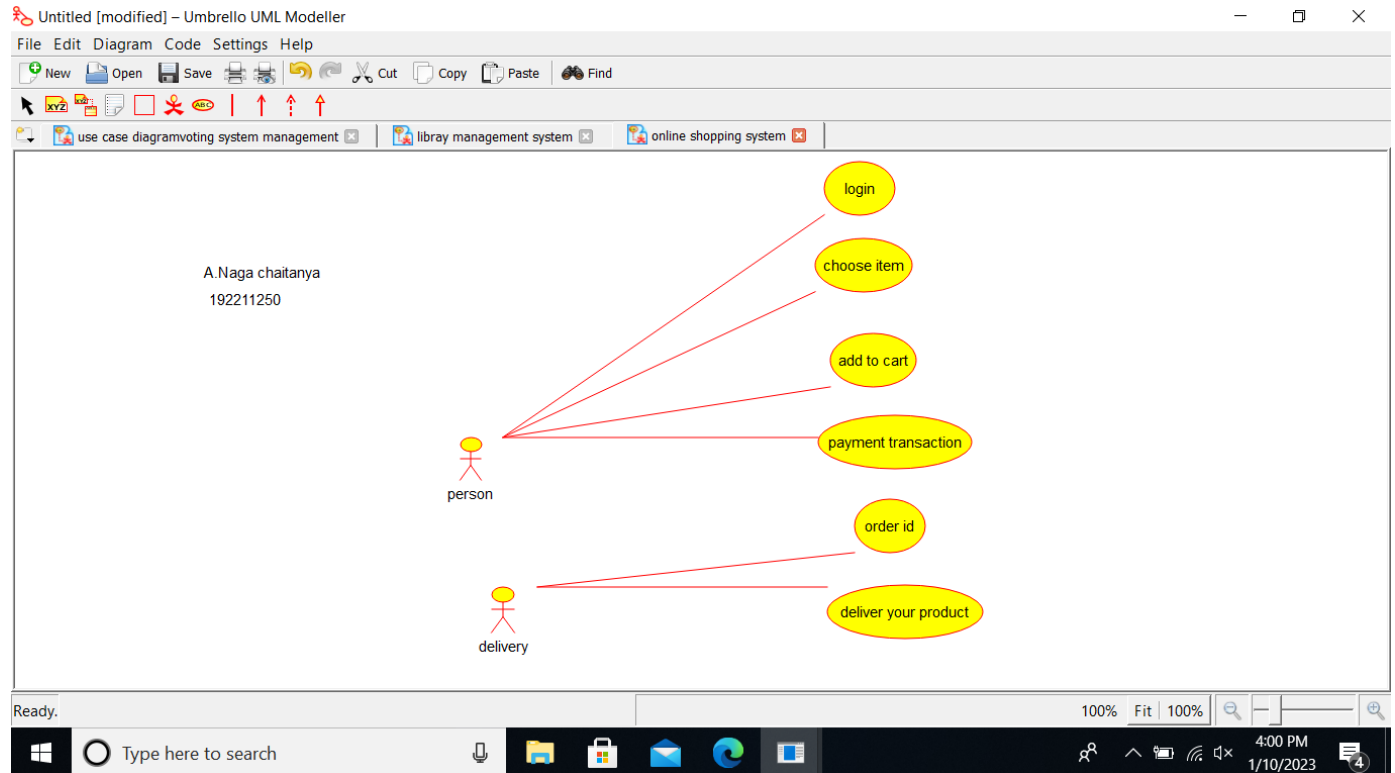 Untitled [modified] – Umbrello UML Modeller
File Edit Diagram Code Settings Help
New Open Save Cut Copy Paste Find
XYZ ABC
use case diagramvoting system management libray management system online shopping system
login
choose item
A.Naga chaitanya
192211250
add to cart
payment transaction
person
order id
deliver your product
delivery
Ready. 100% Fit 100%
Type here to search
4:00 PM
1/10/2023
4